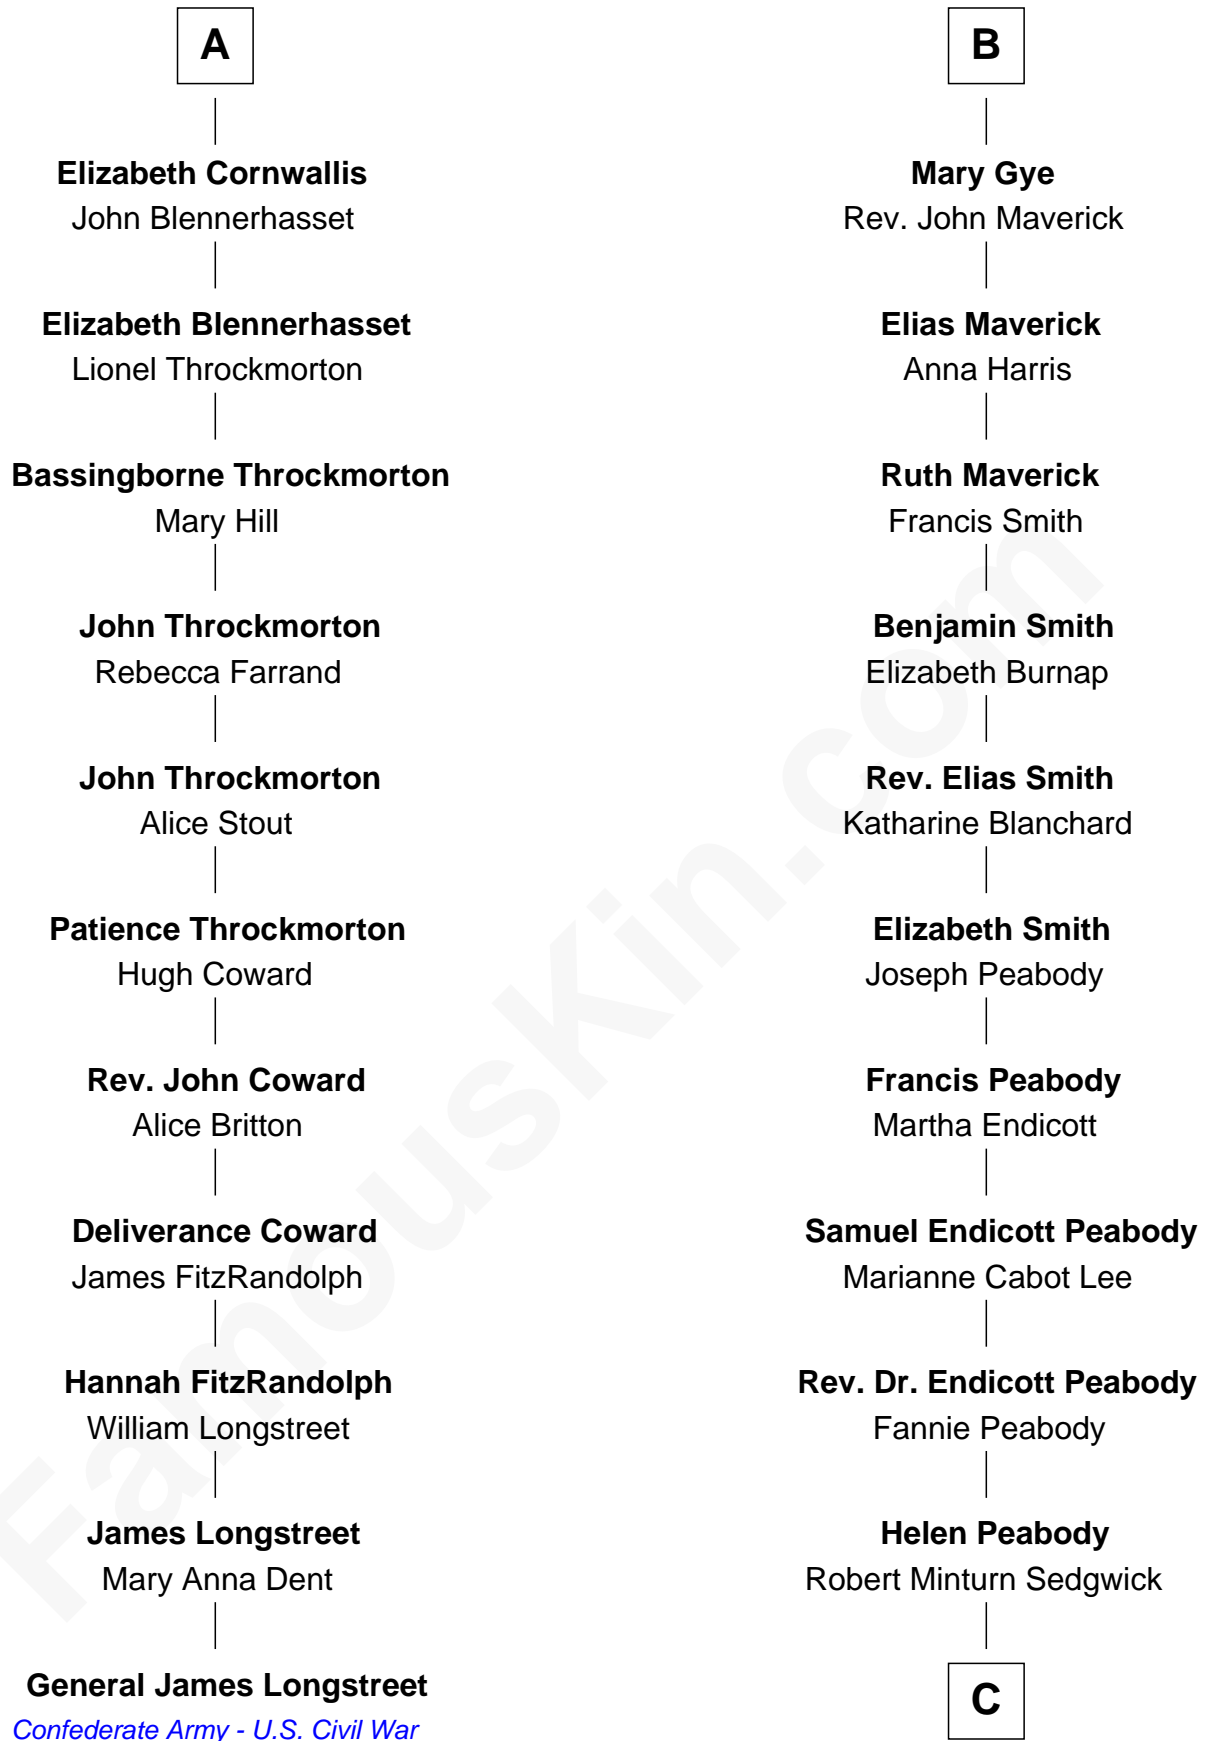 A
Elizabeth Cornwallis
John Blennerhasset
Elizabeth Blennerhasset
Lionel Throckmorton
Bassingborne Throckmorton
Mary Hill
John Throckmorton
Rebecca Farrand
John Throckmorton
Alice Stout
Patience Throckmorton
Hugh Coward
Rev. John Coward
Alice Britton
Deliverance Coward
James FitzRandolph
Hannah FitzRandolph
William Longstreet
James Longstreet
Mary Anna Dent
General James Longstreet
Confederate Army - U.S. Civil War
B
Mary Gye
Rev. John Maverick
Elias Maverick
Anna Harris
Ruth Maverick
Francis Smith
Benjamin Smith
Elizabeth Burnap
Rev. Elias Smith
Katharine Blanchard
Elizabeth Smith
Joseph Peabody
Francis Peabody
Martha Endicott
Samuel Endicott Peabody
Marianne Cabot Lee
Rev. Dr. Endicott Peabody
Fannie Peabody
Helen Peabody
Robert Minturn Sedgwick
C
FamousKin.com